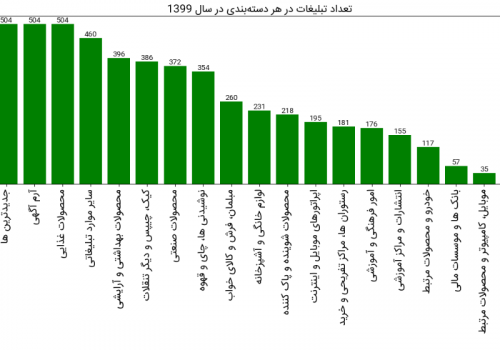 تعداد تبلیغات در هر دسته‌بندی در سال 1399
504
504
504
460
396
386
372
354
260
231
218
195
181
176
155
117
57
35
جدیدترین ها
آرم آگهی
محصولات غذایی
سایر موارد تبلیغاتی
محصولات بهداشتی و آرایشی
کیک، چیپس و دیگر تنقلات
محصولات صنعتی
نوشیدنی ها، چای و قهوه
مبلمان، فرش و کالای خواب
لوازم خانگی و آشپزخانه
محصولات شوینده و پاک کننده
اپراتورهای موبایل و اینترنت
رستوران ها، مراکز تفریحی و خرید
امور فرهنگی و آموزشی
انتشارات و مراکز آموزشی
خودرو و محصولات مرتبط
بانک ها و موسسات مالی
موبایل، کامپیوتر و محصولات مرتبط